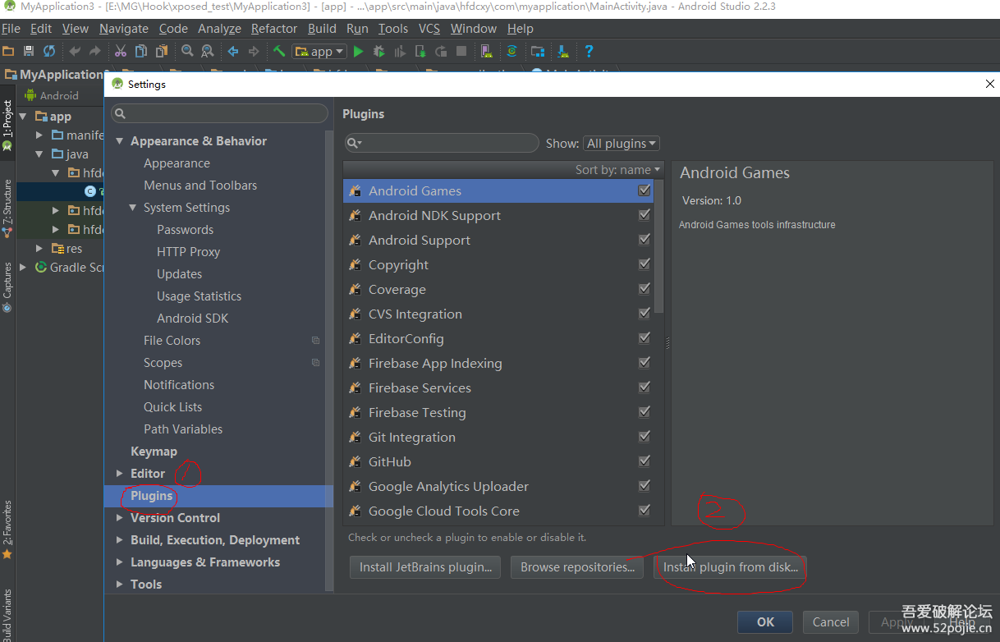 MyApplication3 - [E:\MG\Hook\xposed_test\MyApplication3] - [app] - ...\app\src\main\java\hfdcxy\com\myapplication\MainActivity.java - Android Studio 2.2.3
File Edit View Navigate Code Analyze Refactor Build Run Tools VCS Window Help
app
MyApplication3
Settings
Android
1: Project
Z: Structure
Captures
2: Favorites
Build Variants
app
manife
java
hfdc
hfdc
hfdc
res
Gradle Scr
Appearance & Behavior
Appearance
Menus and Toolbars
System Settings
Passwords
HTTP Proxy
Updates
Usage Statistics
Android SDK
File Colors
Scopes
Notifications
Quick Lists
Path Variables
Keymap
Editor
1
Plugins
Version Control
Build, Execution, Deployment
Languages & Frameworks
Tools
Plugins
Show: All plugins
Sort by: name
Android Games
Android NDK Support
Android Support
Copyright
Coverage
CVS Integration
EditorConfig
Firebase App Indexing
Firebase Services
Firebase Testing
Git Integration
GitHub
Google Analytics Uploader
Google Cloud Tools Core
Android Games
Version: 1.0
Android Games tools infrastructure
Check or uncheck a plugin to enable or disable it.
Install JetBrains plugin... Browse repositories... Install plugin from disk...
OK Cancel Apply Help
吾爱破解论坛
www.52pojie.cn